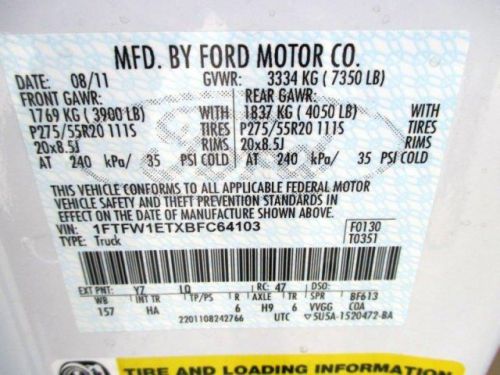 MFD. BY FORD MOTOR CO.
DATE: 08/11 GVWR: 3334 KG ( 7350 LB)
FRONT GAWR: REAR GAWR:
1769 KG ( 3900 LB) WITH 1837 KG ( 4050 LB) WITH
P275/55R20 111S TIRES P275/55R20 111S TIRES
20x8.5J RIMS 20x8.5J RIMS
AT 240 kPa/ 35 PSI COLD AT 240 kPa/ 35 PSI COLD
THIS VEHICLE CONFORMS TO ALL APPLICABLE FEDERAL MOTOR
VEHICLE SAFETY AND THEFT PREVENTION STANDARDS IN
EFFECT ON THE DATE OF MANUFACTURE SHOWN ABOVE.
VIN: 1FTFW1ETXBFC64103 F0130
TYPE: Truck T0351
EXT PNT: YZ LQ RC: 47 DSO:
WB INT TR TP/PS R AXLE TR SPR BF613
157 HA 6 H9 6 VVGG COA
2201108242766 UTC 5U5A-1520472-BA
TIRE AND LOADING INFORMATION